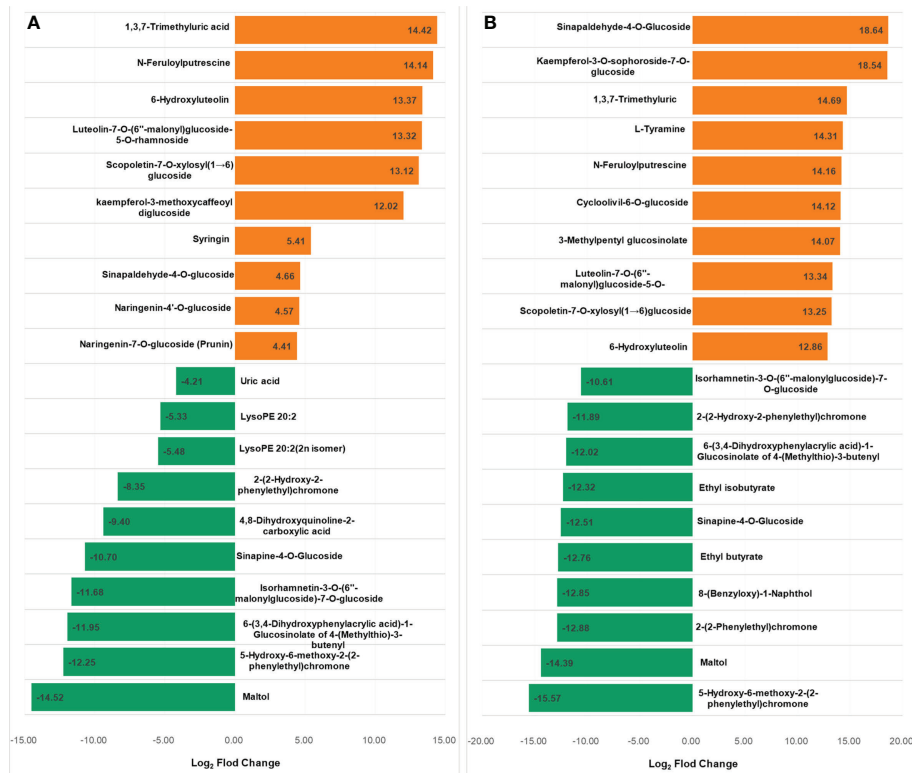 A
1,3,7-Trimethyluric acid
14.42
N-Feruloylputrescine
14.14
6-Hydroxyluteolin
13.37
Luteolin-7-O-(6"-malonyl)glucoside-
5-O-rhamnoside
13.32
Scopoletin-7-O-xylosyl(1→6)
glucoside
13.12
kaempferol-3-methoxycaffeoyl
diglucoside
12.02
Syringin
5.41
Sinapaldehyde-4-O-glucoside
4.66
Naringenin-4'-O-glucoside
4.57
Naringenin-7-O-glucoside (Prunin)
4.41
-4.21
Uric acid
-5.33
LysoPE 20:2
-5.48
LysoPE 20:2(2n isomer)
-8.35
2-(2-Hydroxy-2-
phenylethyl)chromone
-9.40
4,8-Dihydroxyquinoline-2-
carboxylic acid
-10.70
Sinapine-4-O-Glucoside
-11.68
Isorhamnetin-3-O-(6"-
malonylglucoside)-7-O-glucoside
-11.95
6-(3,4-Dihydroxyphenylacrylic acid)-1-
Glucosinolate of 4-(Methylthio)-3-
butenyl
-12.25
5-Hydroxy-6-methoxy-2-(2-
phenylethyl)chromone
-14.52
Maltol
-15.00 -10.00 -5.00 0.00 5.00 10.00 15.00
Log2 Flod Change
B
Sinapaldehyde-4-O-Glucoside
18.64
Kaempferol-3-O-sophoroside-7-O-
glucoside
18.54
1,3,7-Trimethyluric
14.69
L-Tyramine
14.31
N-Feruloylputrescine
14.16
Cycloolivil-6-O-glucoside
14.12
3-Methylpentyl glucosinolate
14.07
Luteolin-7-O-(6"-
malonyl)glucoside-5-O-
13.34
Scopoletin-7-O-xylosyl(1→6)glucoside
13.25
6-Hydroxyluteolin
12.86
-10.61
Isorhamnetin-3-O-(6"-malonylglucoside)-7-
O-glucoside
-11.89
2-(2-Hydroxy-2-phenylethyl)chromone
-12.02
6-(3,4-Dihydroxyphenylacrylic acid)-1-
Glucosinolate of 4-(Methylthio)-3-butenyl
-12.32
Ethyl isobutyrate
-12.51
Sinapine-4-O-Glucoside
-12.76
Ethyl butyrate
-12.85
8-(Benzyloxy)-1-Naphthol
-12.88
2-(2-Phenylethyl)chromone
-14.39
Maltol
-15.57
5-Hydroxy-6-methoxy-2-(2-
phenylethyl)chromone
-20.00 -15.00 -10.00 -5.00 0.00 5.00 10.00 15.00 20.00
Log2 Flod Change